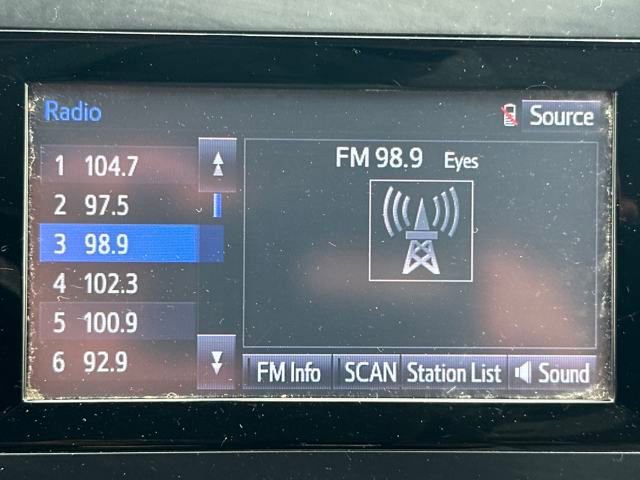 Radio
Source
1 104.7
2 97.5
3 98.9
4 102.3
5 100.9
6 92.9
FM 98.9 Eyes
FM Info SCAN Station List Sound